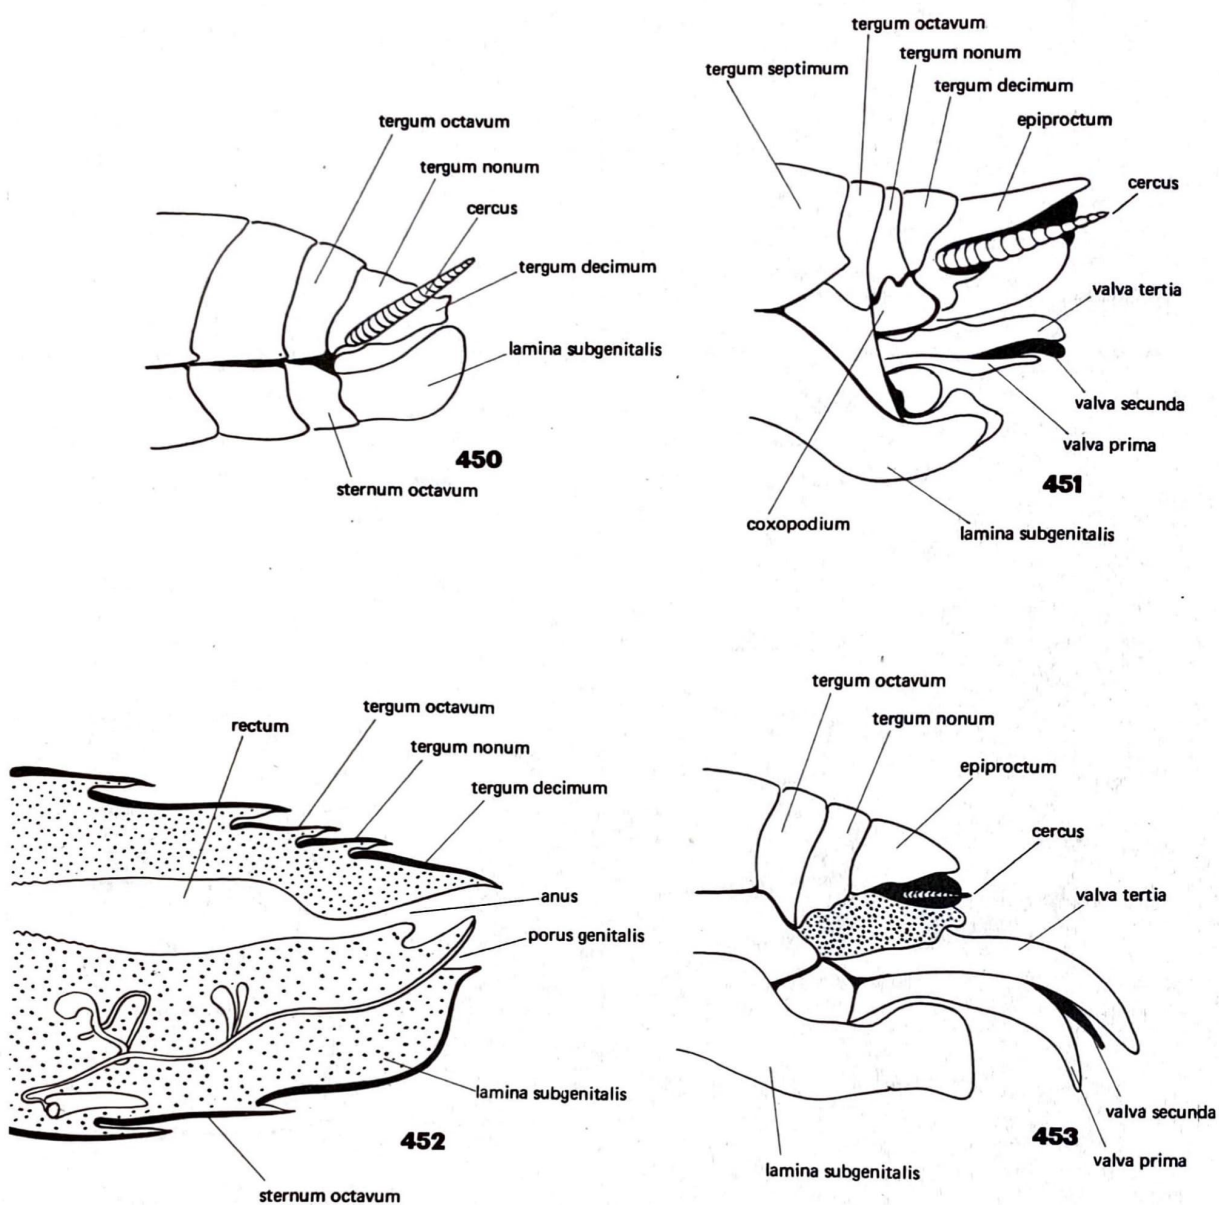 tergum octavum
tergum nonum
cercus
tergum decimum
lamina subgenitalis
450
sternum octavum
tergum octavum
tergum nonum
tergum septimum
tergum decimum
epiproctum
cercus
valva tertia
valva secunda
valva prima
451
coxopodium
lamina subgenitalis
rectum
tergum octavum
tergum nonum
tergum decimum
anus
porus genitalis
lamina subgenitalis
452
sternum octavum
tergum octavum
tergum nonum
epiproctum
cercus
valva tertia
valva secunda
453
valva prima
lamina subgenitalis